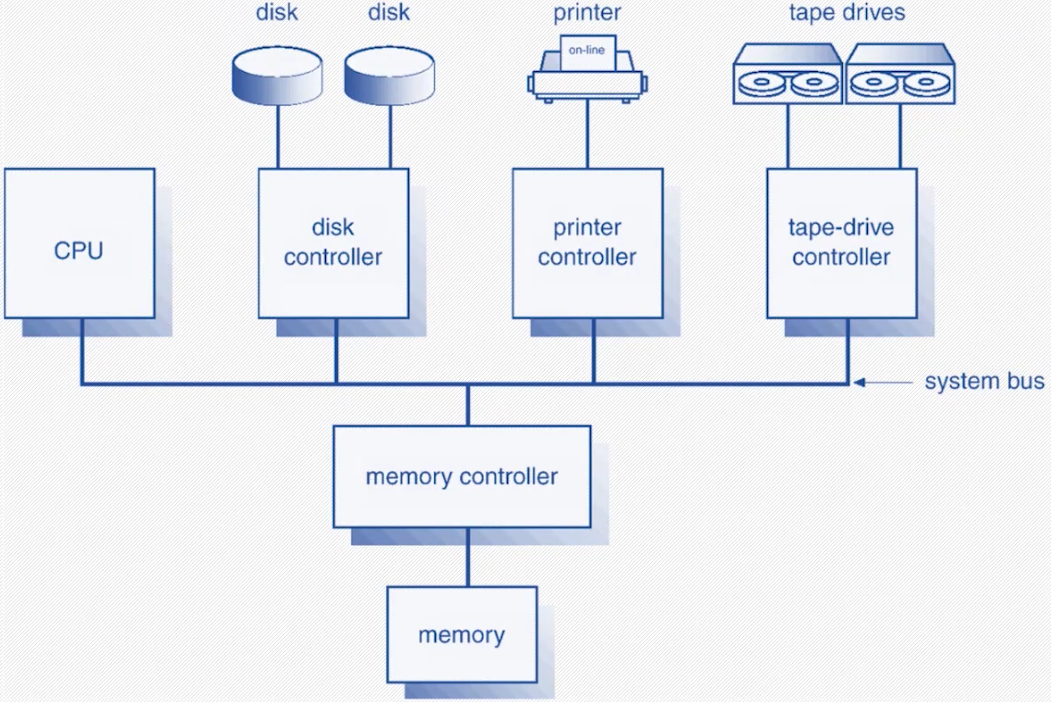 disk
disk
printer
tape drives
on-line
CPU
disk
controller
printer
controller
tape-drive
controller
system bus
memory controller
memory